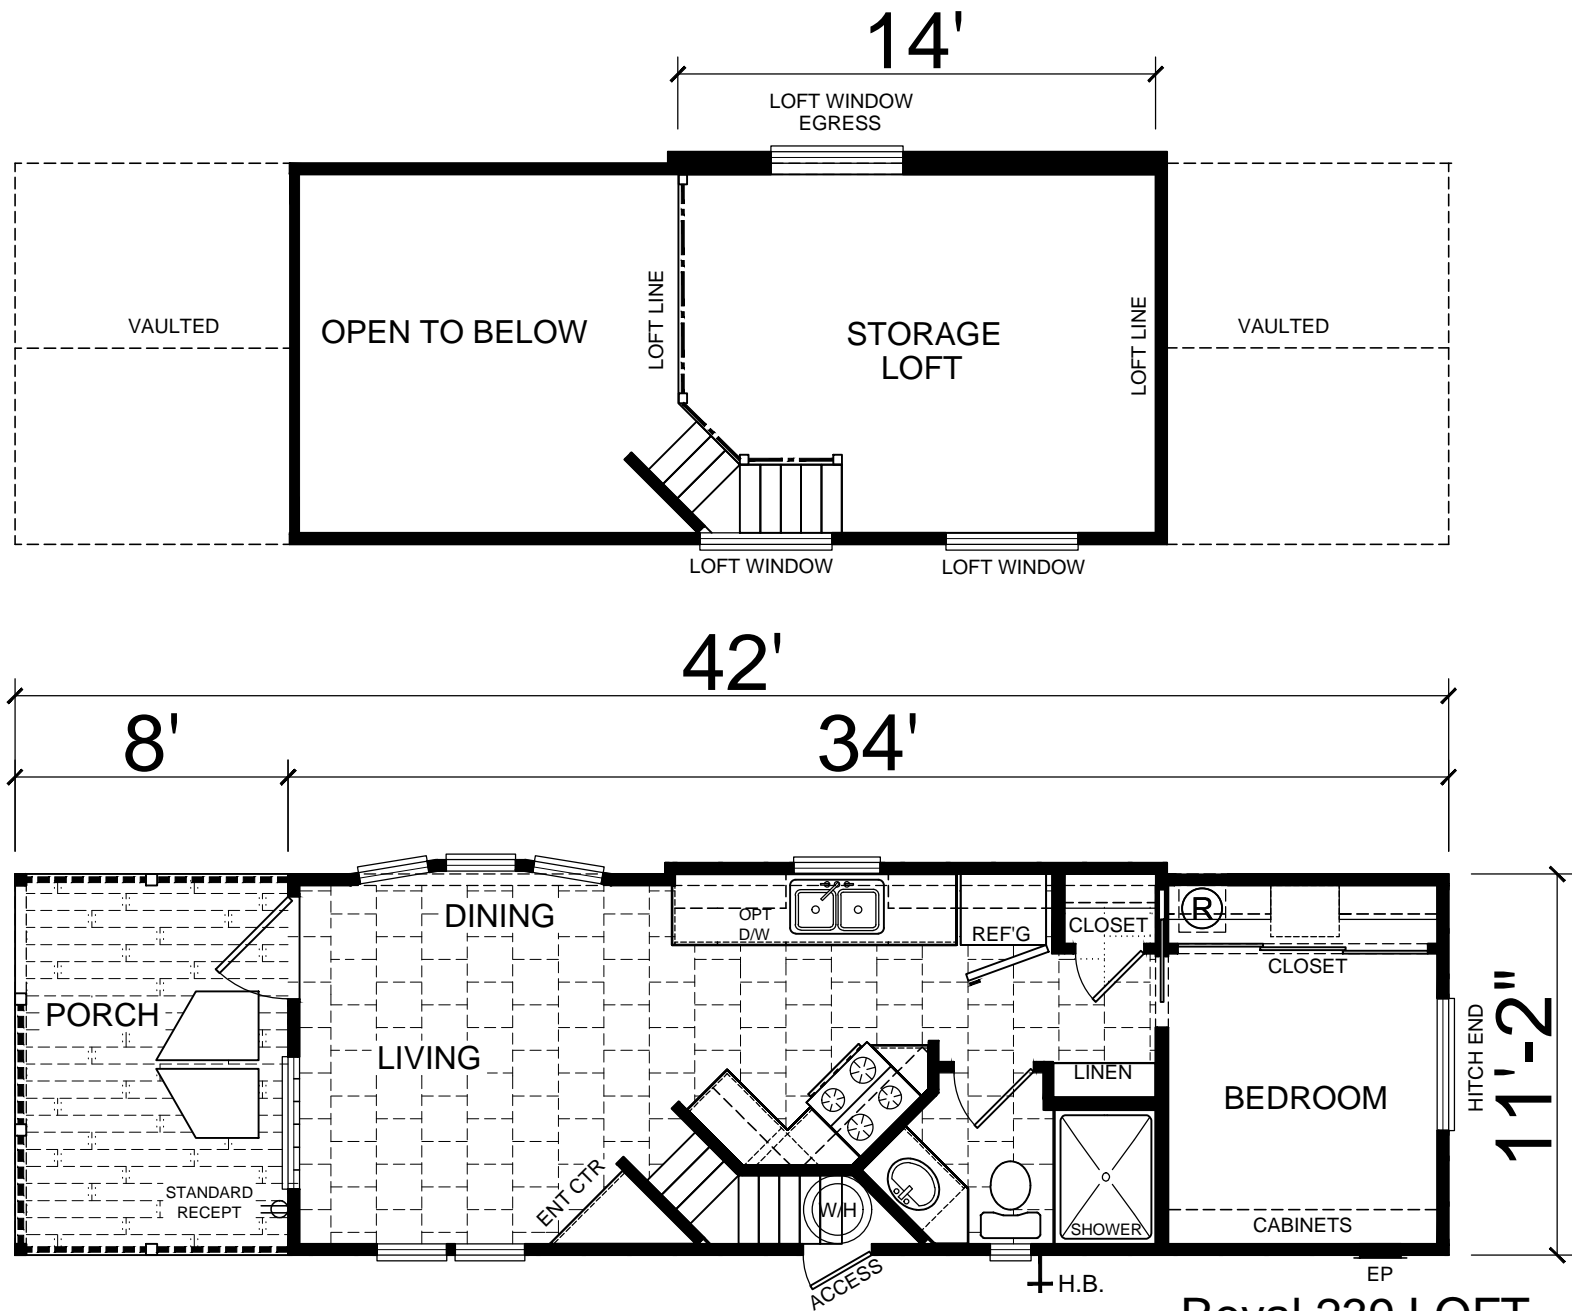 14'
LOFT WINDOW
EGRESS
VAULTED
OPEN TO BELOW
LOFT LINE
STORAGE
LOFT
LOFT LINE
VAULTED
LOFT WINDOW
LOFT WINDOW
42'
8'
34'
DINING
OPT
D/W
REF'G
CLOSET
R
CLOSET
PORCH
LIVING
LINEN
BEDROOM
HITCH END
11'-2"
STANDARD
RECEPT
ENT CTR
W/H
SHOWER
CABINETS
ACCESS
H.B.
EP